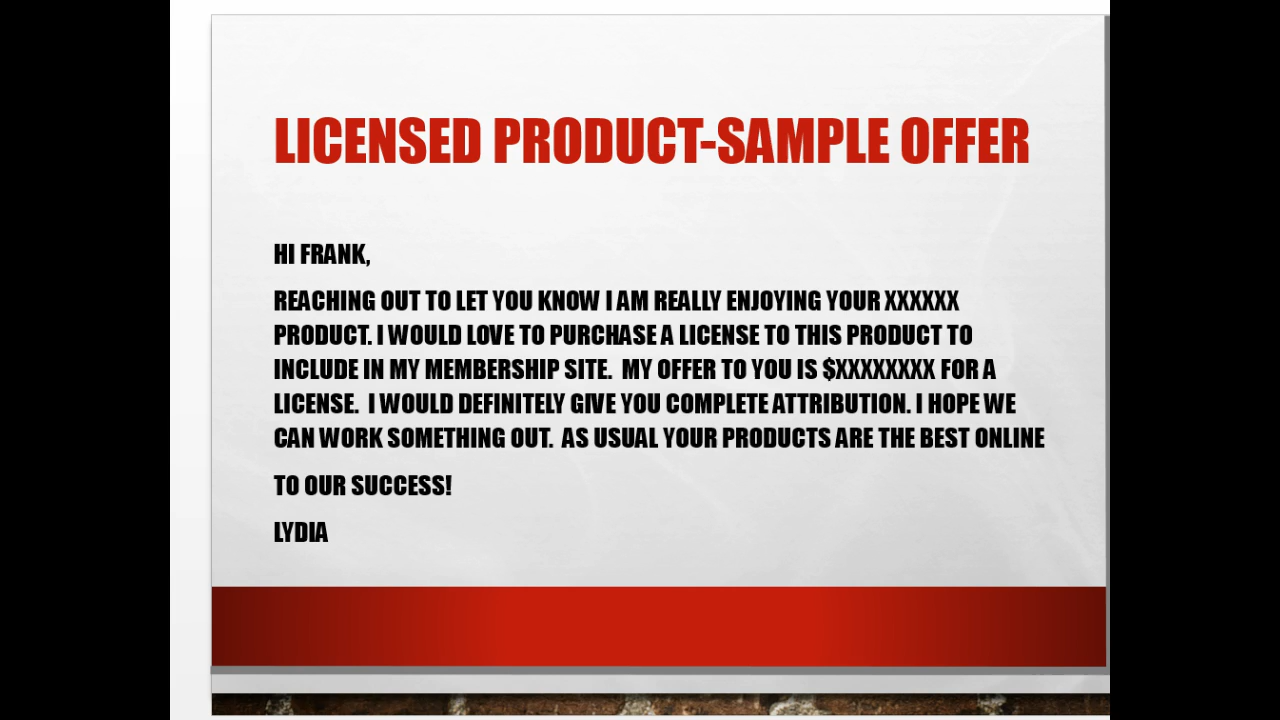 LICENSED PRODUCT-SAMPLE OFFER
HI FRANK,
REACHING OUT TO LET YOU KNOW I AM REALLY ENJOYING YOUR XXXXXX
PRODUCT. I WOULD LOVE TO PURCHASE A LICENSE TO THIS PRODUCT TO
INCLUDE IN MY MEMBERSHIP SITE.  MY OFFER TO YOU IS $XXXXXXXX FOR A
LICENSE.  I WOULD DEFINITELY GIVE YOU COMPLETE ATTRIBUTION. I HOPE WE
CAN WORK SOMETHING OUT.  AS USUAL YOUR PRODUCTS ARE THE BEST ONLINE
TO OUR SUCCESS!
LYDIA